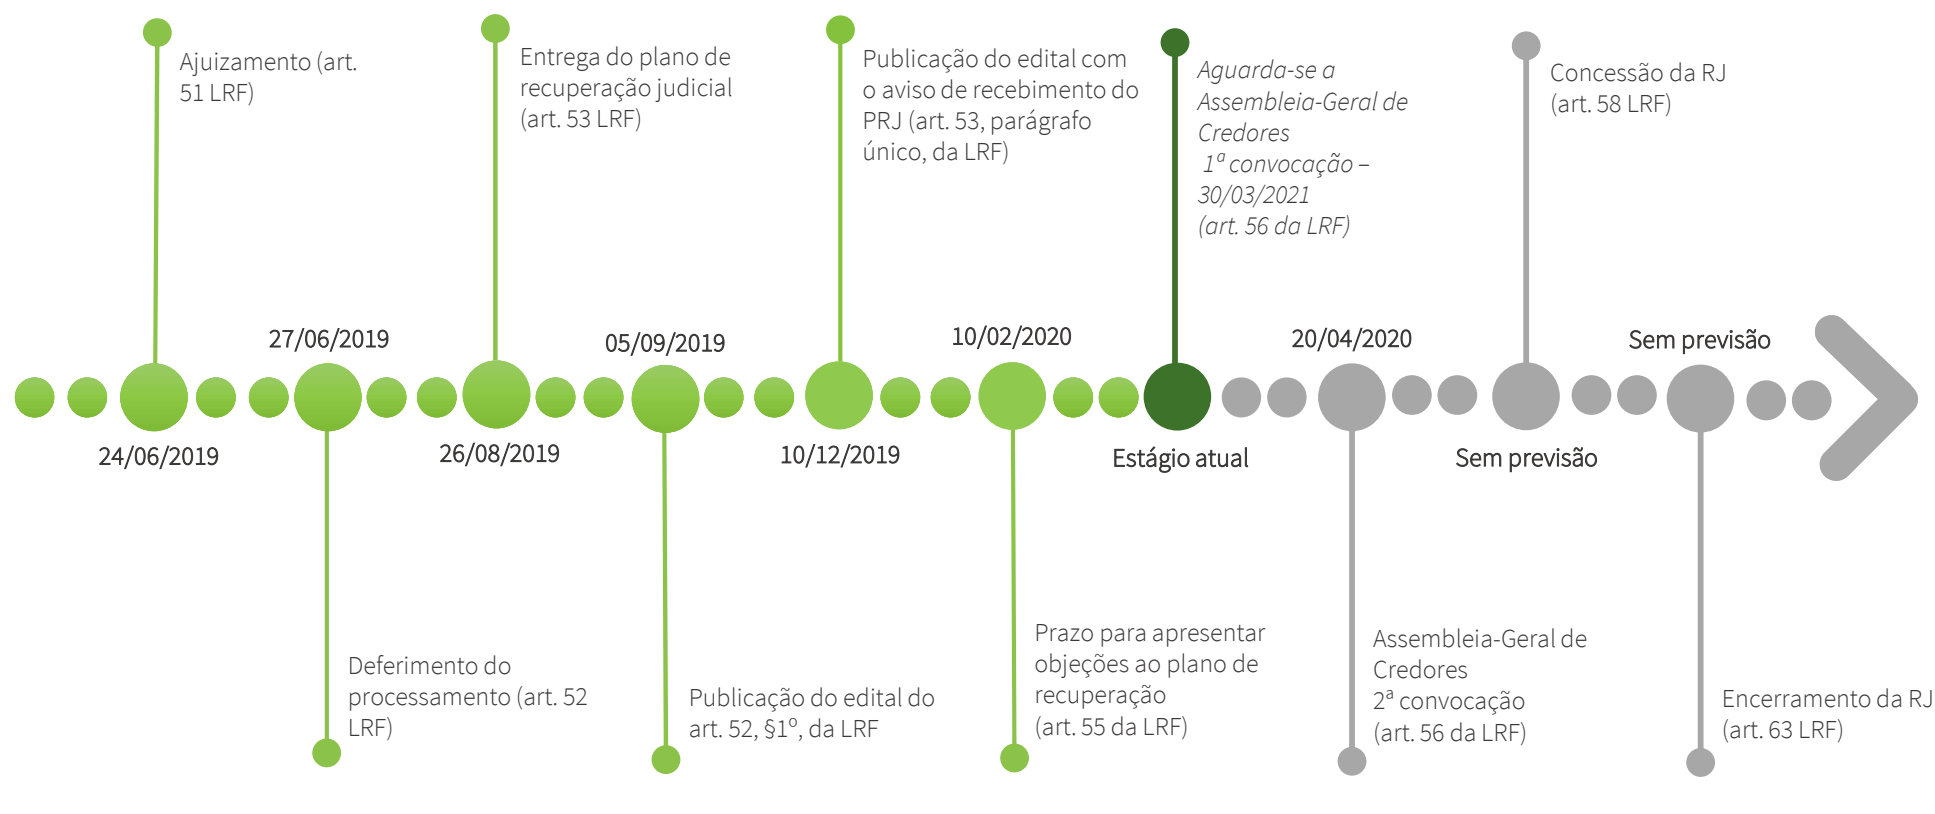 Ajuizamento (art.
51 LRF)
Entrega do plano de
recuperação judicial
(art. 53 LRF)
Publicação do edital com
o aviso de recebimento do
PRJ (art. 53, parágrafo
único, da LRF)
Aguarda-se a
Assembleia-Geral de
Credores
1ª convocação –
30/03/2021
(art. 56 da LRF)
Concessão da RJ
(art. 58 LRF)
27/06/2019
05/09/2019
10/02/2020
20/04/2020
Sem previsão
24/06/2019
26/08/2019
10/12/2019
Estágio atual
Sem previsão
Deferimento do
processamento (art. 52
LRF)
Publicação do edital do
art. 52, §1º, da LRF
Prazo para apresentar
objeções ao plano de
recuperação
(art. 55 da LRF)
Assembleia-Geral de
Credores
2ª convocação
(art. 56 da LRF)
Encerramento da RJ
(art. 63 LRF)